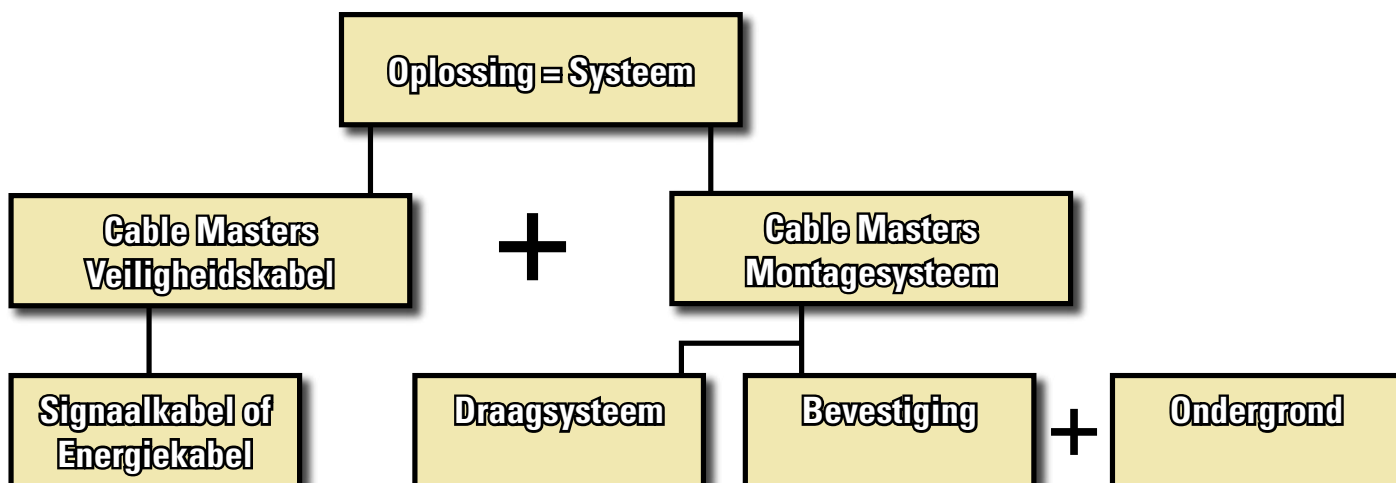 Oplossing = Systeem
Cable Masters
Veiligheidskabel
+
Cable Masters
Montagesysteem
Signaalkabel of
Energiekabel
Draagsysteem
Bevestiging
+
Ondergrond